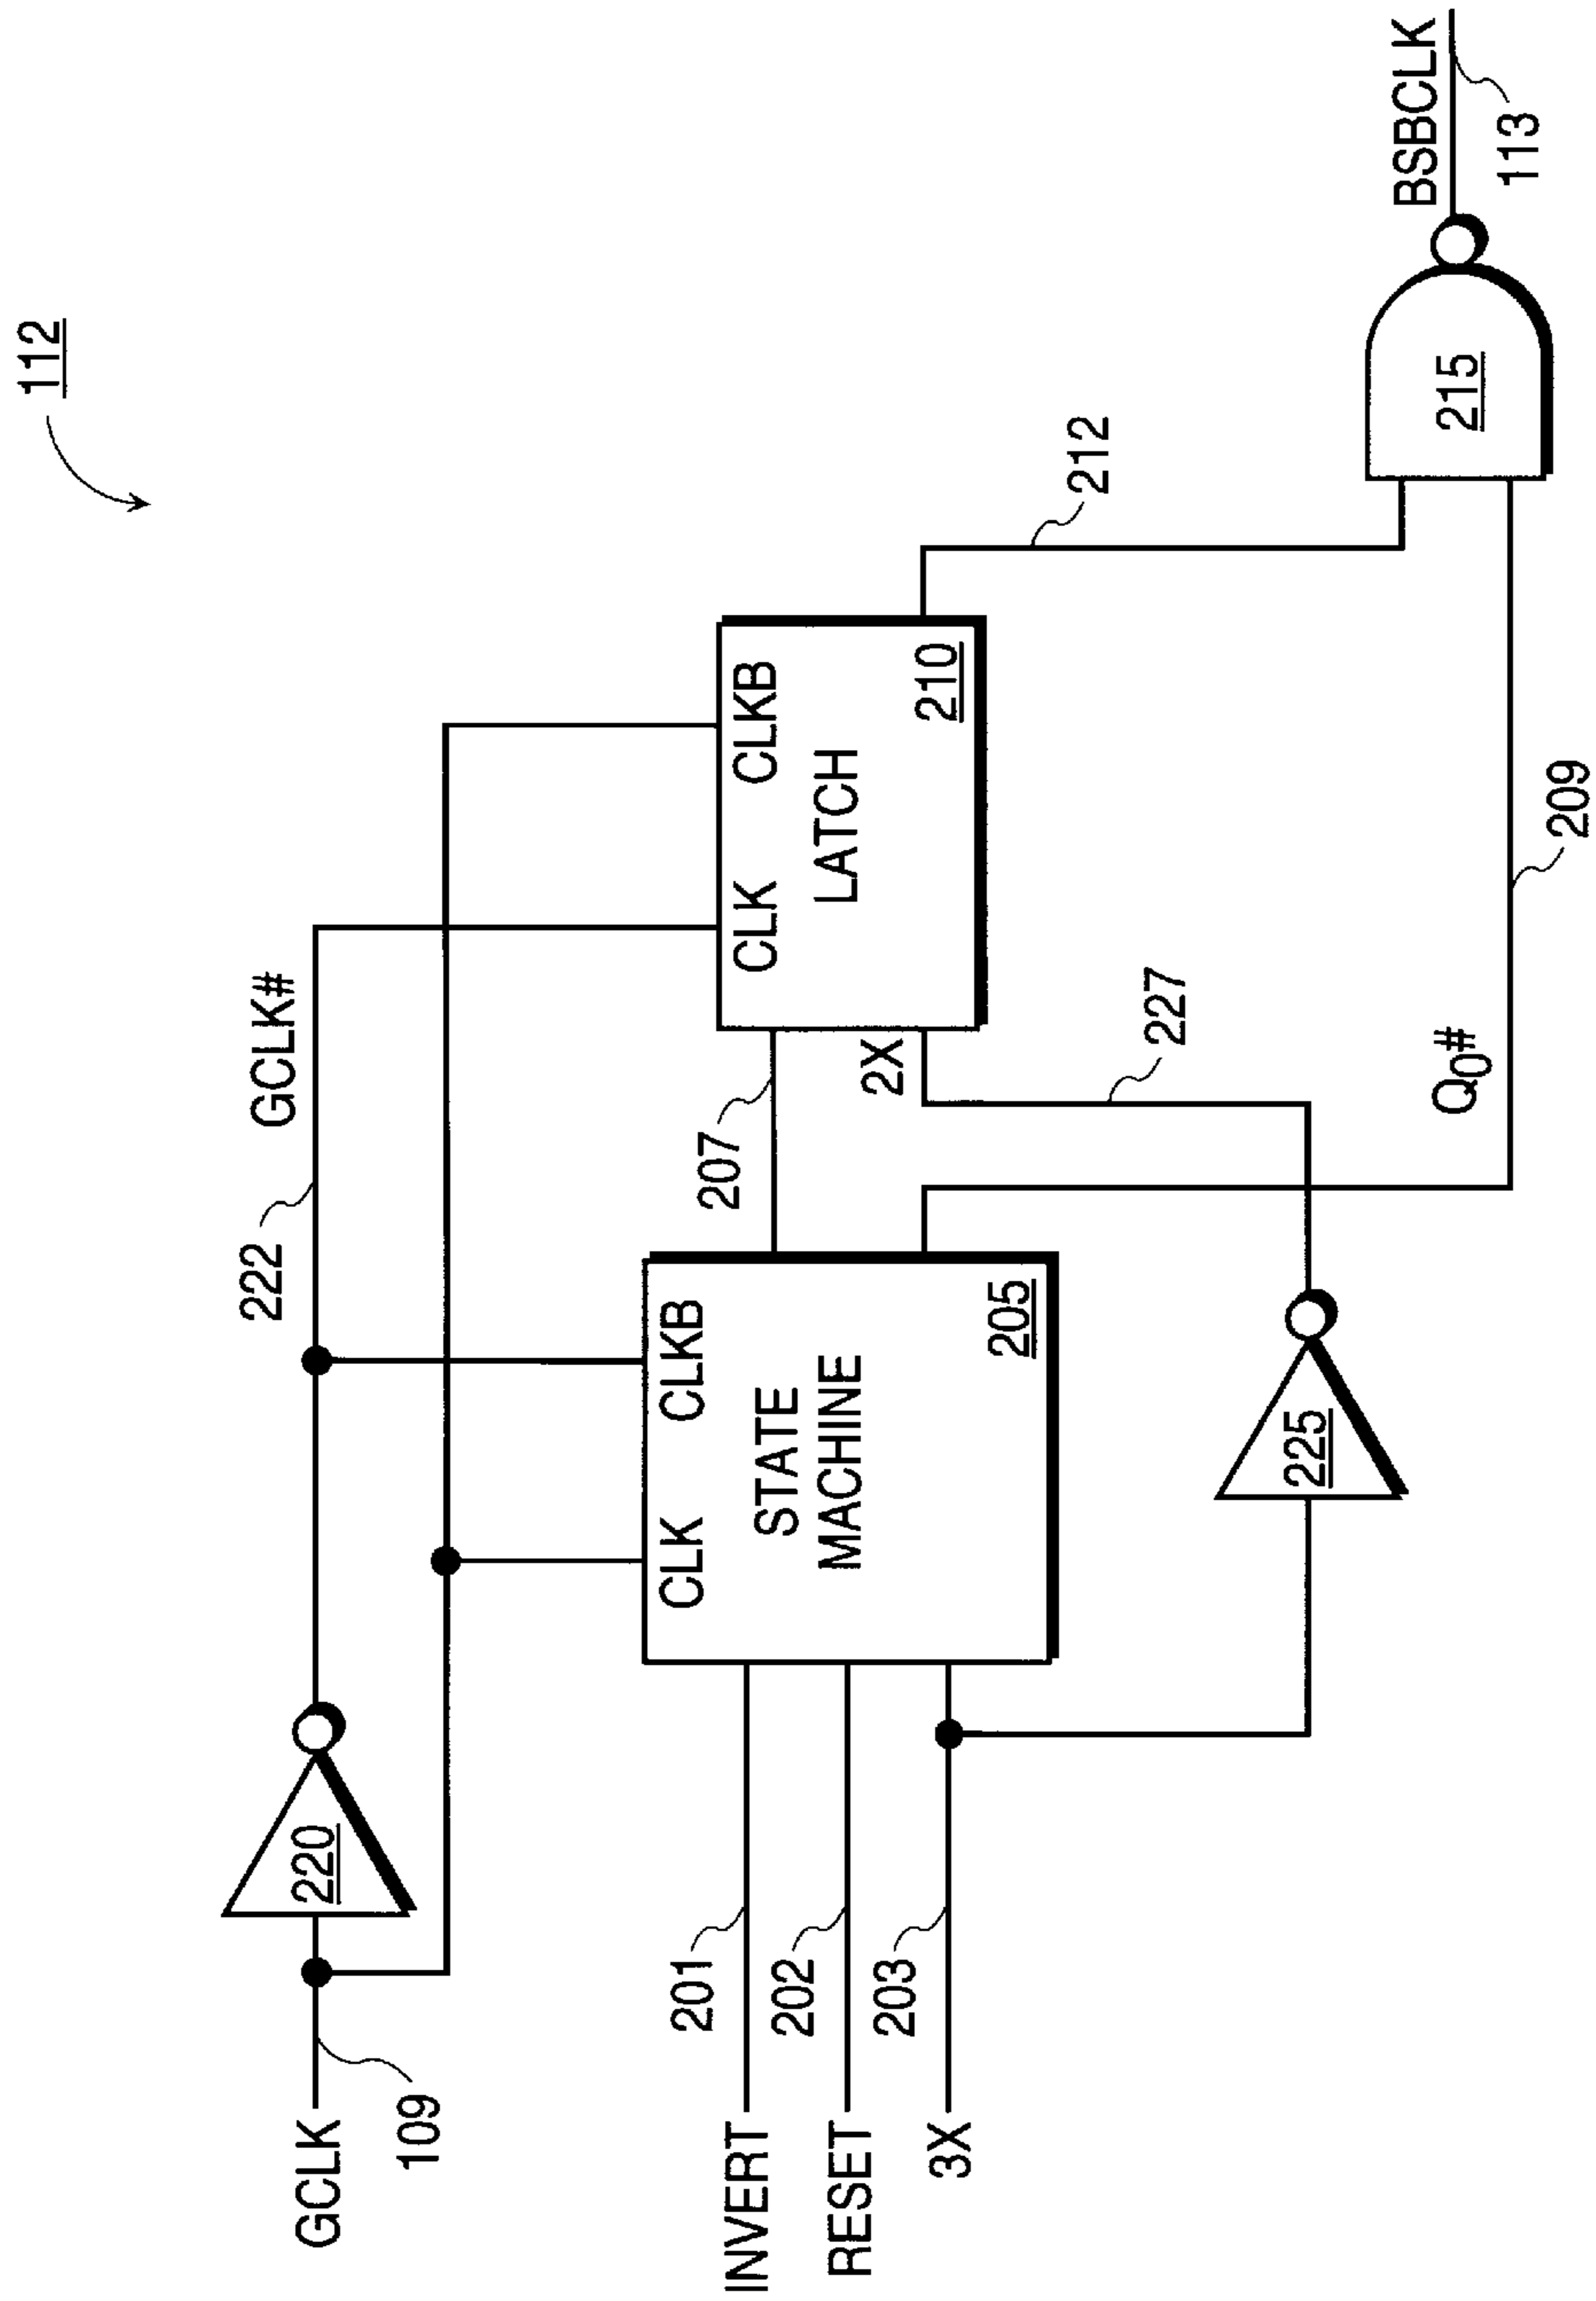 112
GCLK
109
220
222
GCLK#
INVERT
201
RESET
202
3X
203
CLK
CLKB
STATE
MACHINE
205
207
2X
CLK
CLKB
LATCH
210
212
227
225
Q0#
209
215
BSBCLK
113